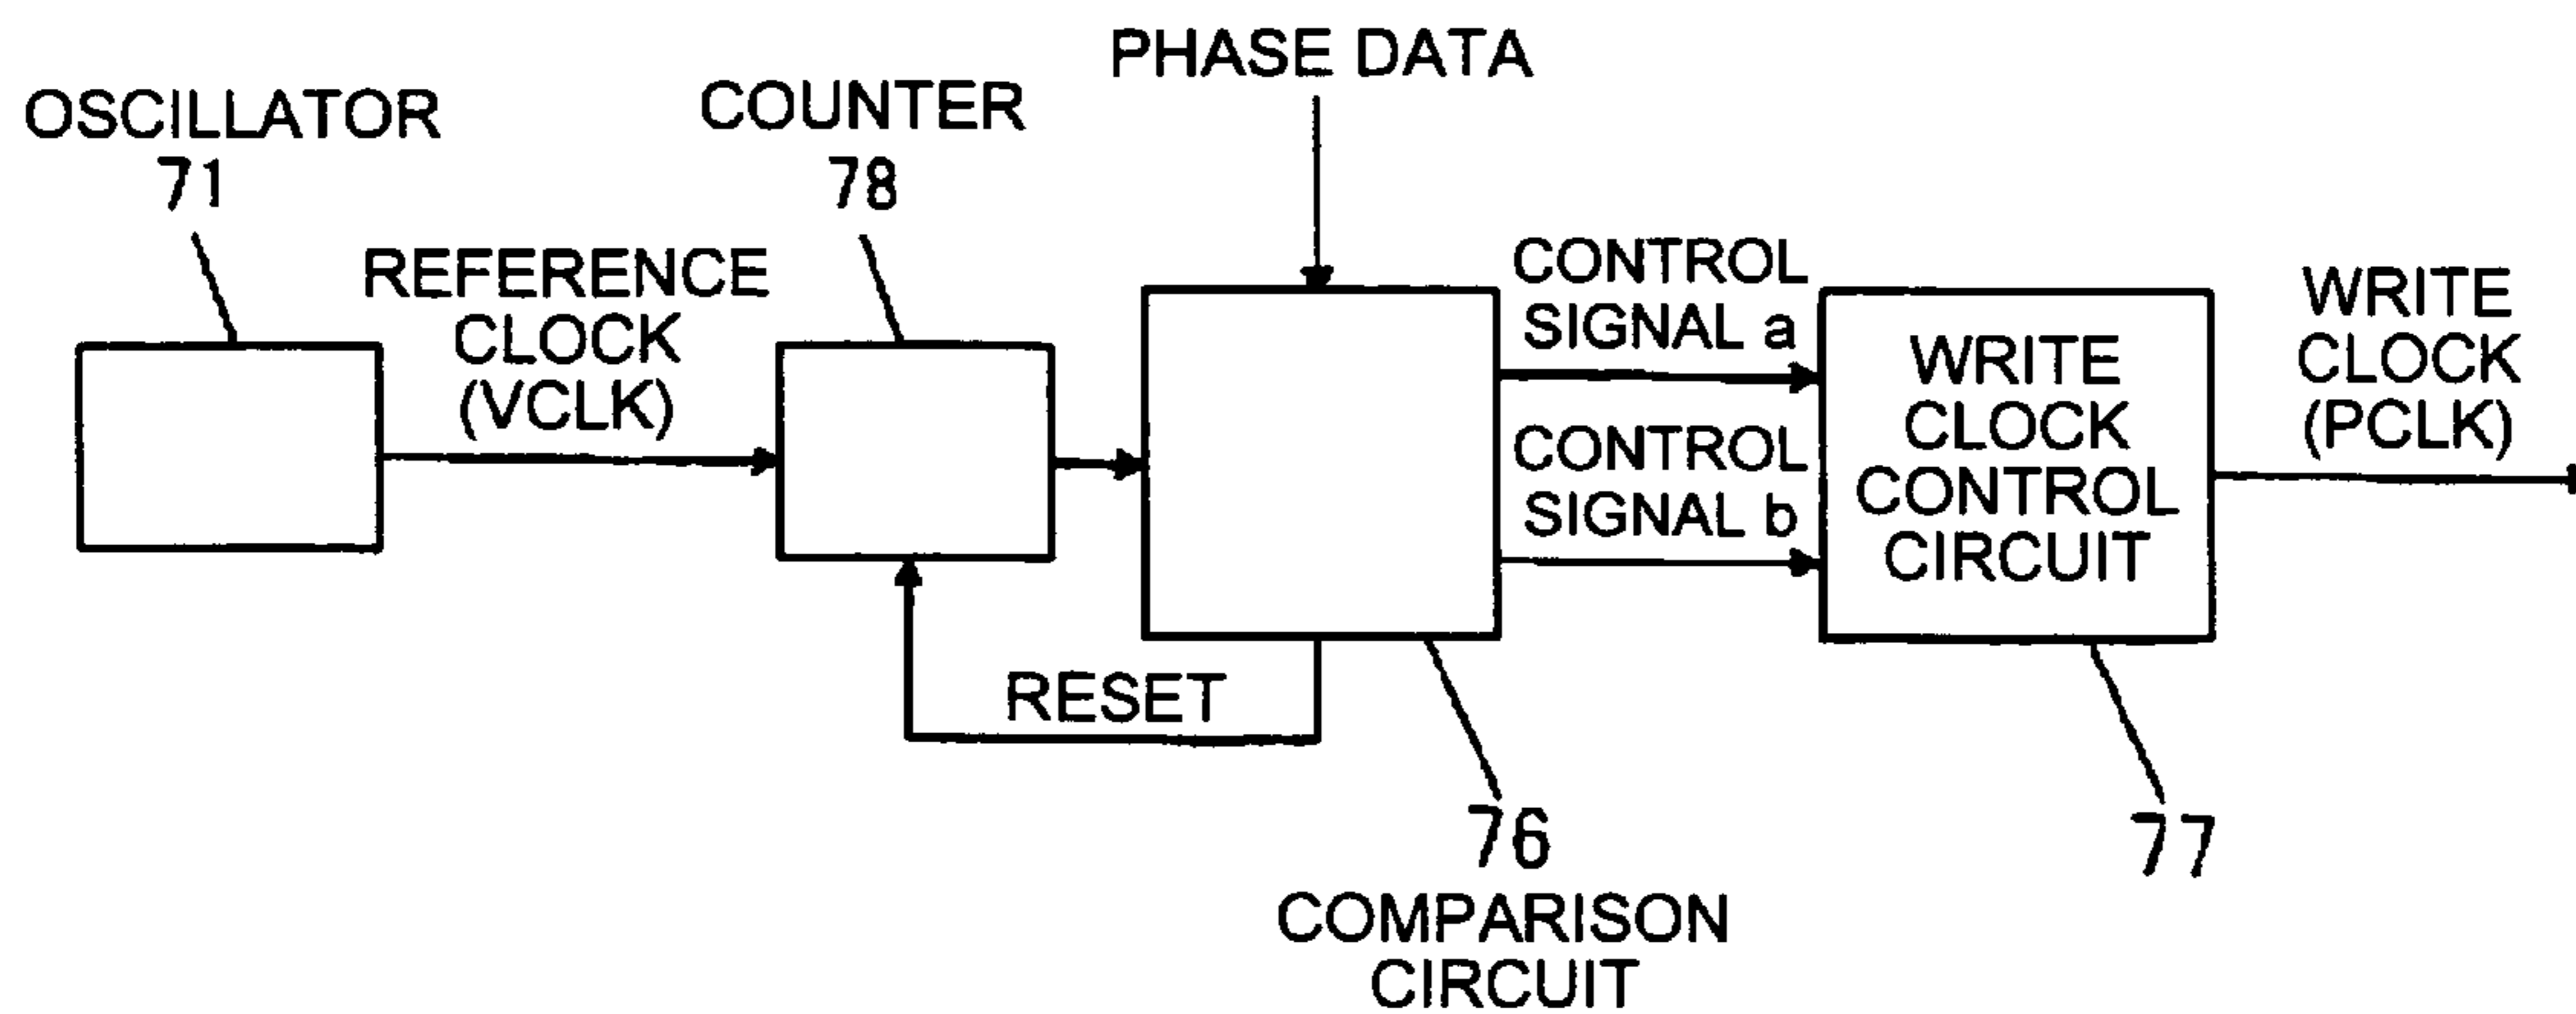 PHASE DATA
OSCILLATOR
71
COUNTER
78
REFERENCE
CLOCK
(VCLK)
CONTROL
SIGNAL a
CONTROL
SIGNAL b
WRITE
CLOCK
CONTROL
CIRCUIT
WRITE
CLOCK
(PCLK)
RESET
76
COMPARISON
CIRCUIT
77